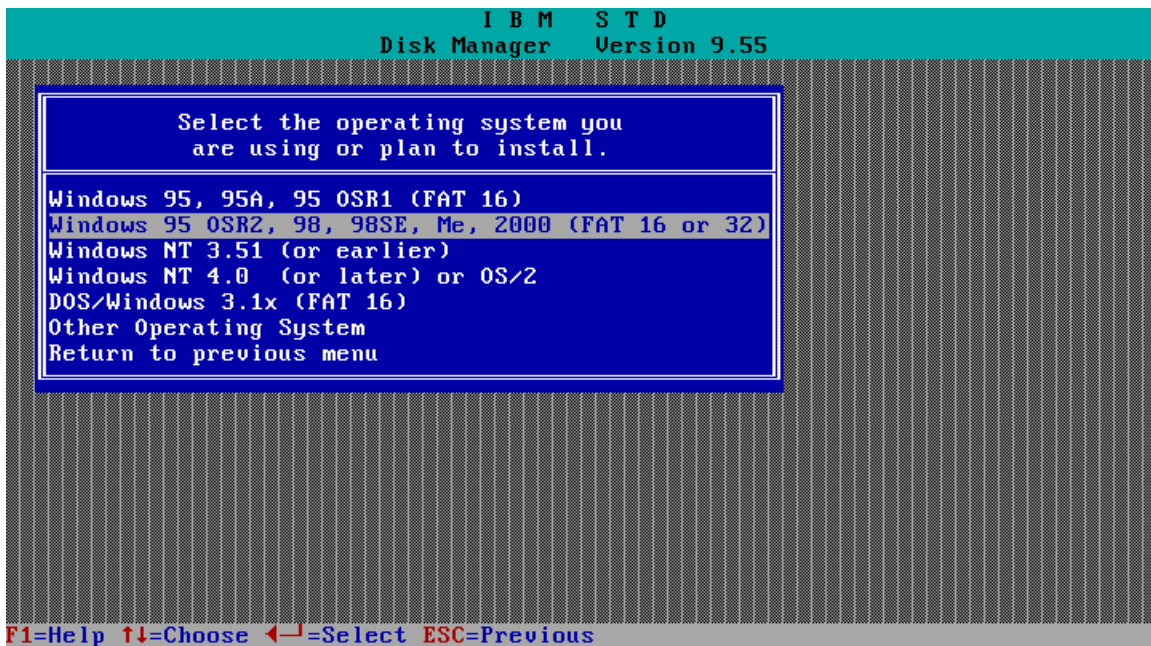 I B M   S T D
Disk Manager   Version 9.55
Select the operating system you
are using or plan to install.
Windows 95, 95A, 95 OSR1 (FAT 16)
Windows 95 OSR2, 98, 98SE, Me, 2000 (FAT 16 or 32)
Windows NT 3.51 (or earlier)
Windows NT 4.0  (or later) or OS/2
DOS/Windows 3.1x (FAT 16)
Other Operating System
Return to previous menu
F1=Help ↑↓=Choose ◄─┘=Select ESC=Previous